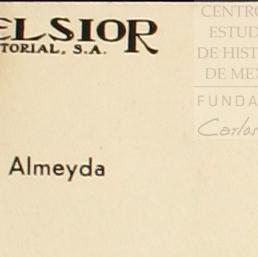 ELSIOR
TORIAL, S.A.
Almeyda
CENTRO
ESTUD
DE HIST
DE MEX
FUNDA
Carlos